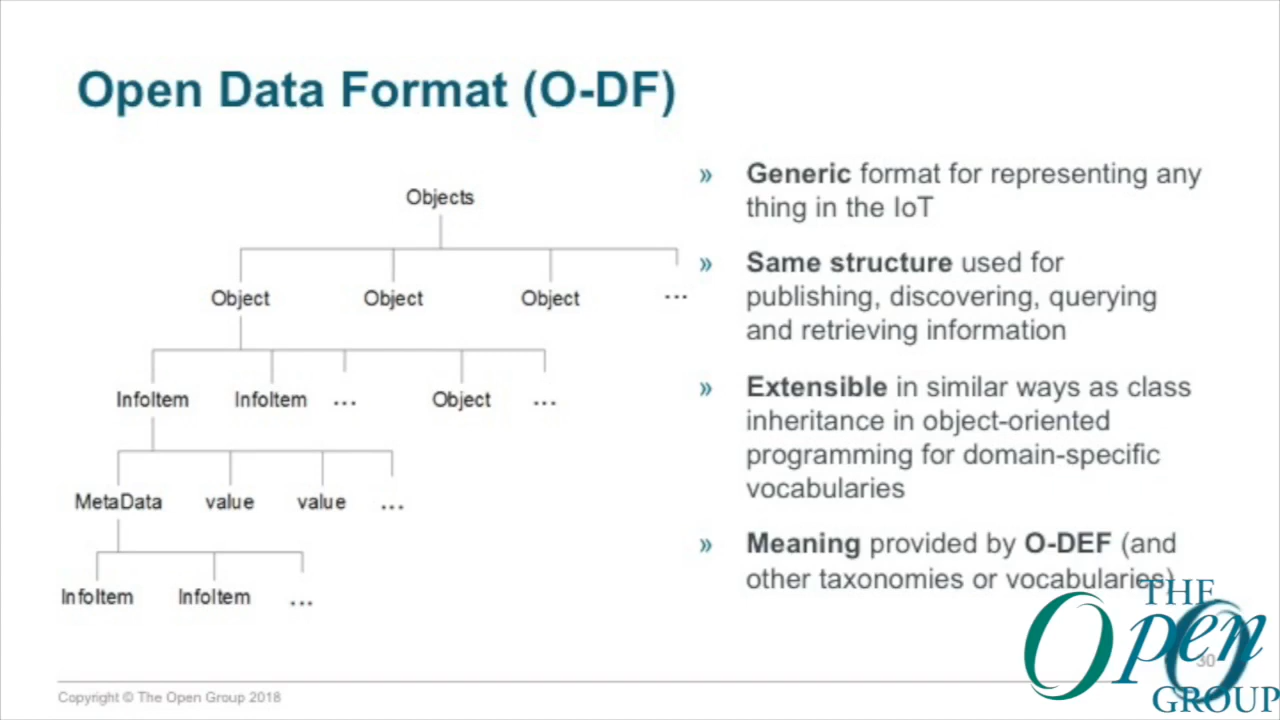 Open Data Format (O-DF)
Objects
Object Object Object ...
InfoItem InfoItem ... Object ...
MetaData value value ...
InfoItem InfoItem ...
» Generic format for representing any
thing in the IoT
» Same structure used for
publishing, discovering, querying
and retrieving information
» Extensible in similar ways as class
inheritance in object-oriented
programming for domain-specific
vocabularies
» Meaning provided by O-DEF (and
other taxonomies or vocabularies)
THE
Open
GROUP
30
Copyright © The Open Group 2018